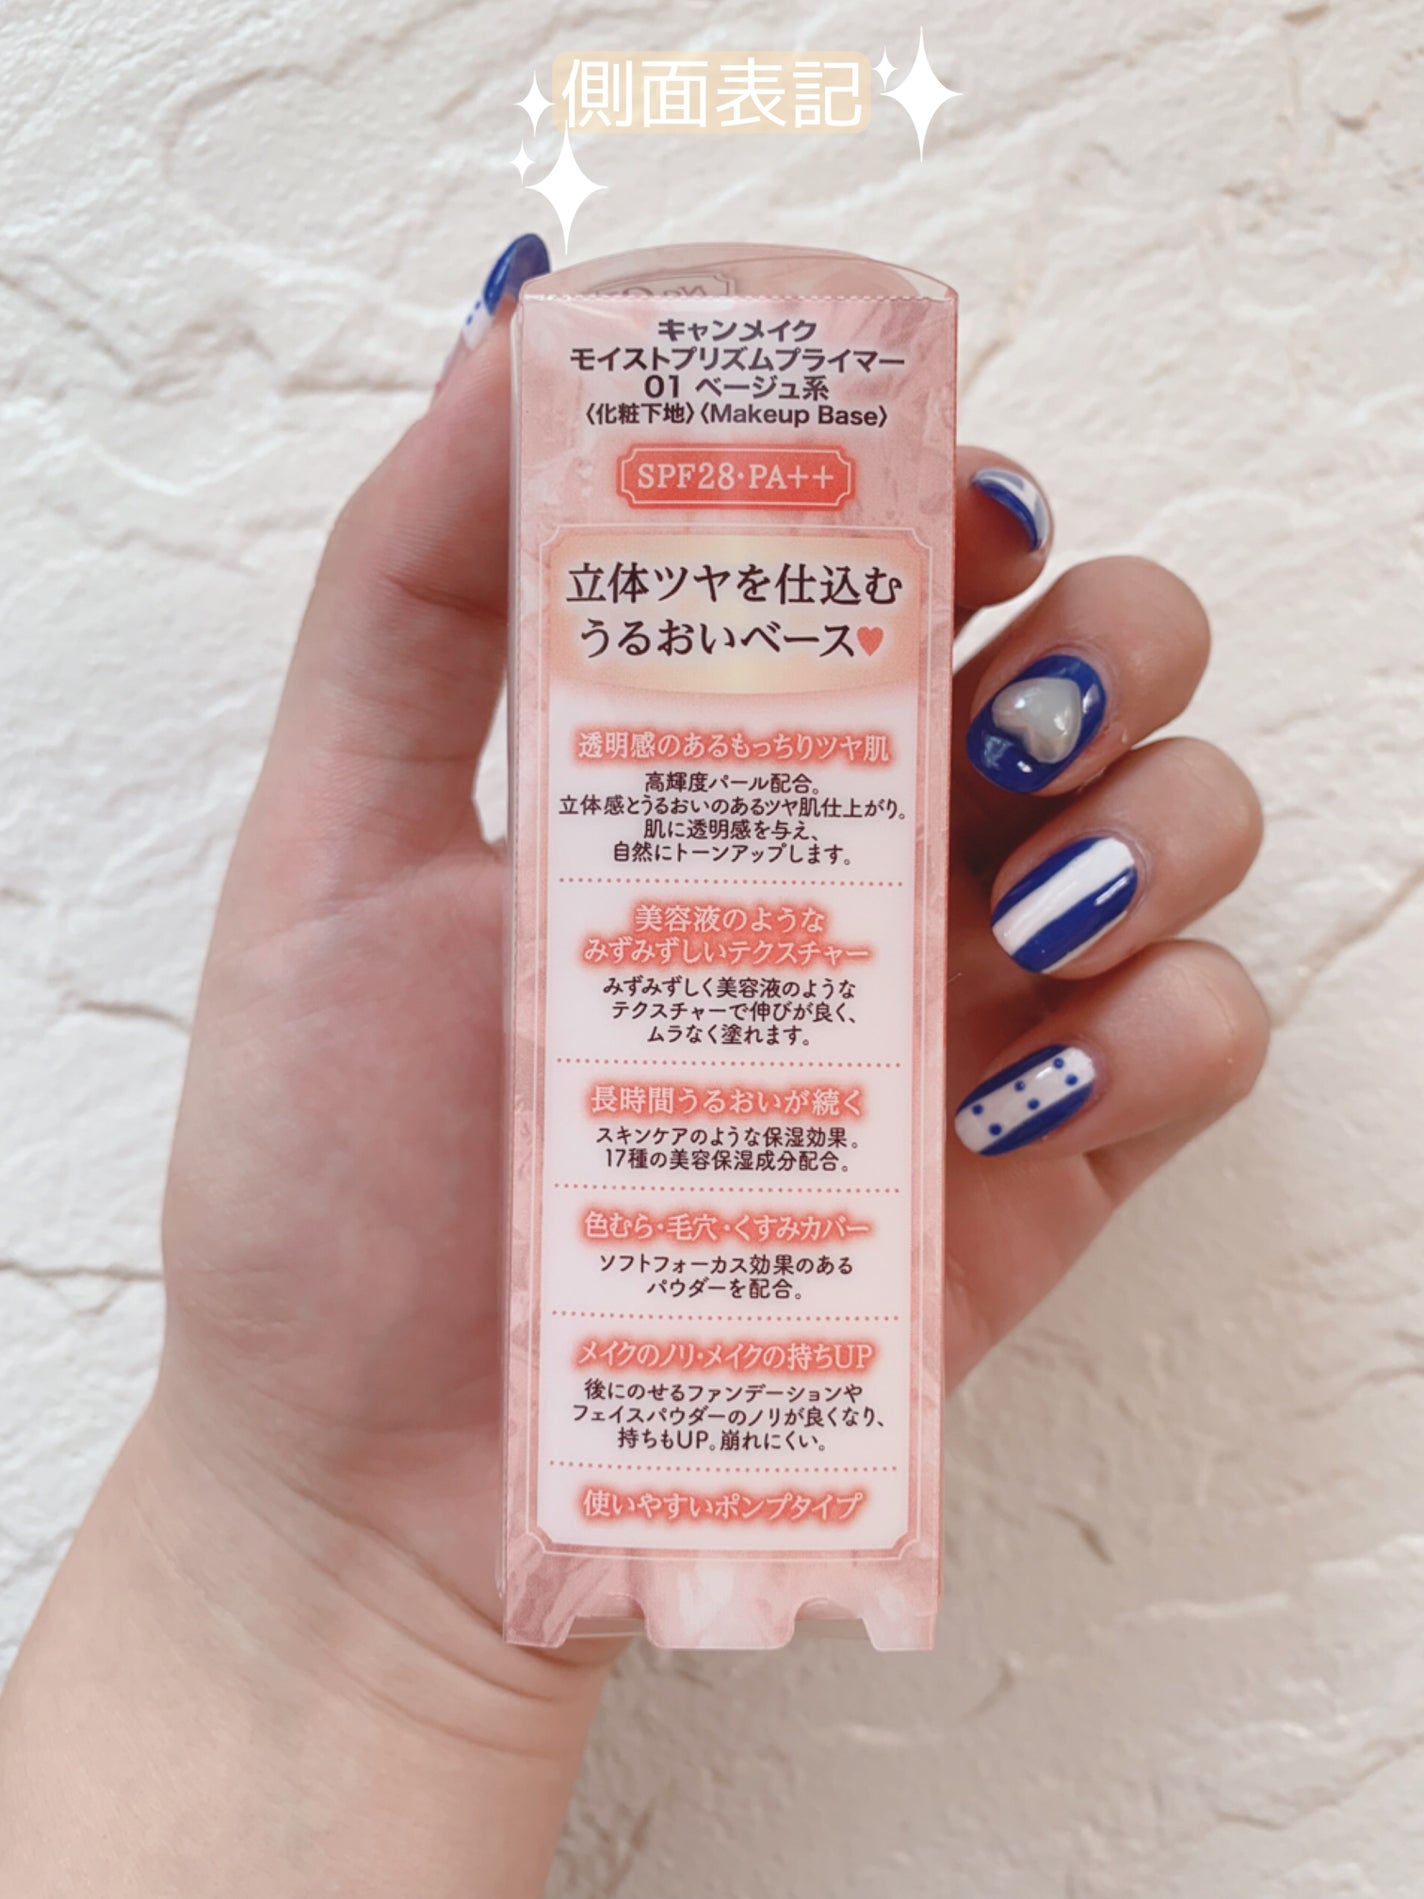 側面表記
キャンメイク
モイストプリズムプライマー
01 ベージュ系
〈化粧下地〉〈Makeup Base〉
SPF28・PA++
立体ツヤを仕込む
うるおいベース♥
透明感のあるもっちりツヤ肌
高輝度パール配合。
立体感とうるおいのあるツヤ肌仕上がり。
肌に透明感を与え、
自然にトーンアップします。
美容液のような
みずみずしいテクスチャー
みずみずしく美容液のような
テクスチャーで伸びが良く、
ムラなく塗れます。
長時間うるおいが続く
スキンケアのような保湿効果。
17種の美容保湿成分配合。
色むら・毛穴・くすみカバー
ソフトフォーカス効果のある
パウダーを配合。
メイクのノリ・メイクの持ちUP
後にのせるファンデーションや
フェイスパウダーのノリが良くなり、
持ちもUP。崩れにくい。
使いやすいポンプタイプ